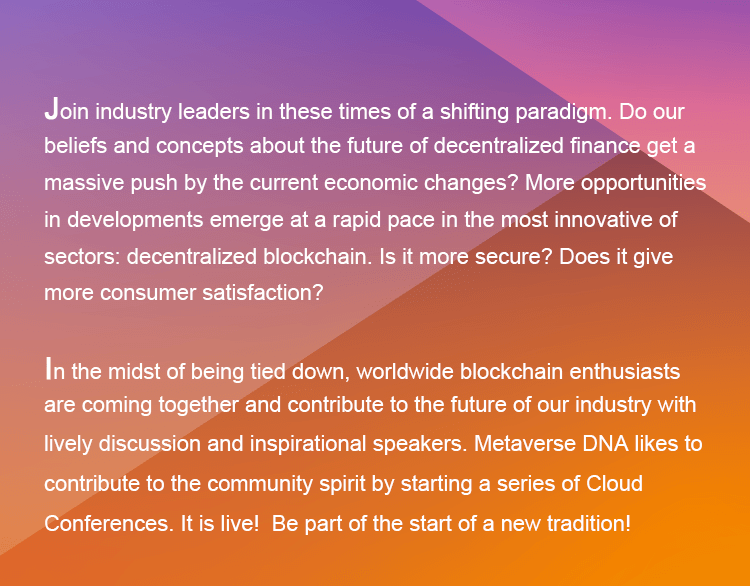 Join industry leaders in these times of a shifting paradigm. Do our
beliefs and concepts about the future of decentralized finance get a
massive push by the current economic changes? More opportunities
in developments emerge at a rapid pace in the most innovative of
sectors: decentralized blockchain. Is it more secure? Does it give
more consumer satisfaction?
In the midst of being tied down, worldwide blockchain enthusiasts
are coming together and contribute to the future of our industry with
lively discussion and inspirational speakers. Metaverse DNA likes to
contribute to the community spirit by starting a series of Cloud
Conferences. It is live!  Be part of the start of a new tradition!